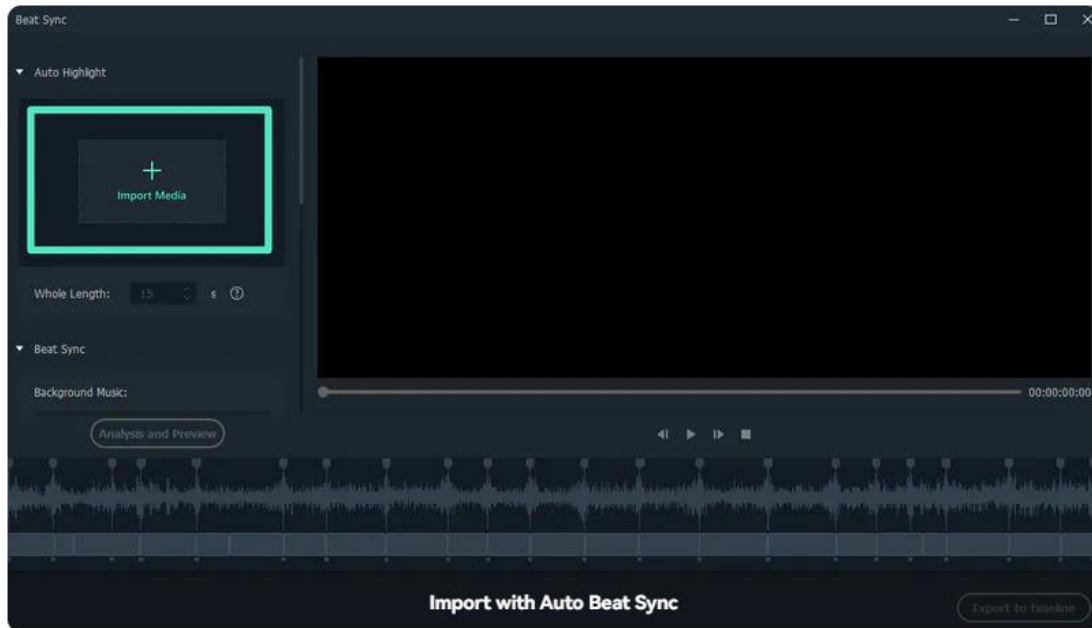 Beat Sync
Auto Highlight
Import Media
Whole Length: 15 s ?
Beat Sync
Background Music:
00:00:00:00
Analysis and Preview
Import with Auto Beat Sync
Export to timeline